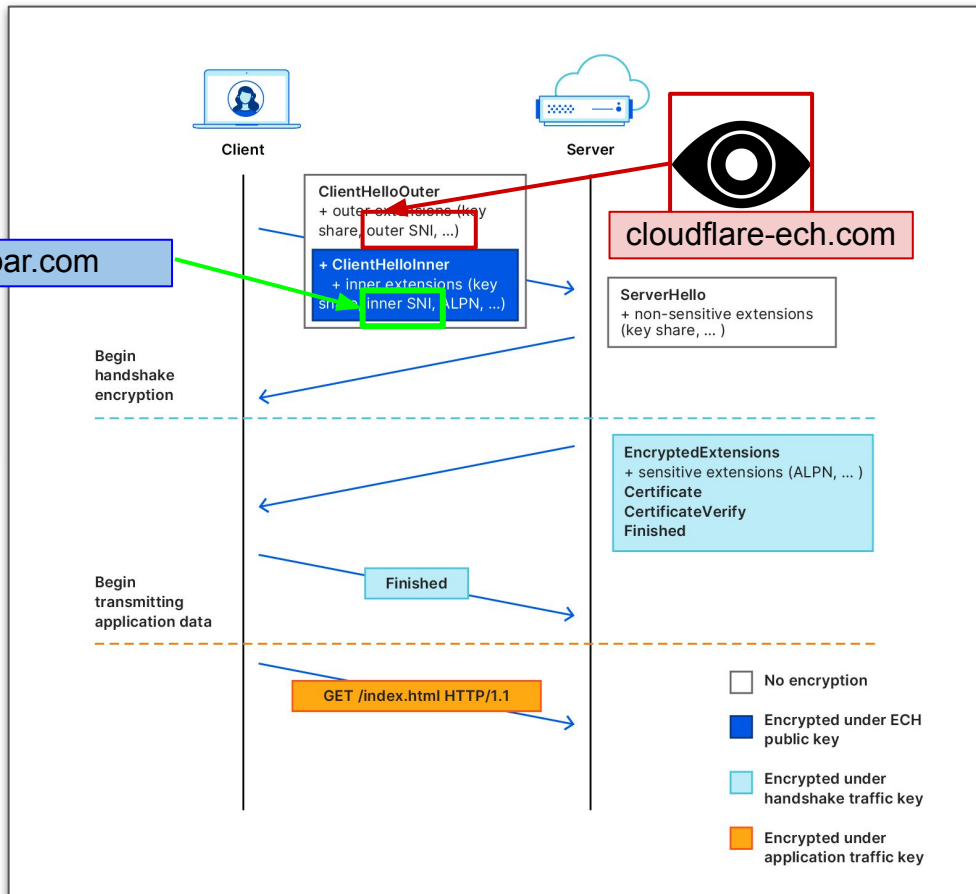 Client
Server
ClientHelloOuter
+ outer extensions (key
share, outer SNI, ...)
cloudflare-ech.com
bar.com
+ ClientHelloInner
+ inner extensions (key
share, inner SNI, ALPN, ...)
ServerHello
+ non-sensitive extensions
(key share, ... )
Begin
handshake
encryption
EncryptedExtensions
+ sensitive extensions (ALPN, ... )
Certificate
CertificateVerify
Finished
Finished
Begin
transmitting
application data
GET /index.html HTTP/1.1
No encryption
Encrypted under ECH
public key
Encrypted under
handshake traffic key
Encrypted under
application traffic key